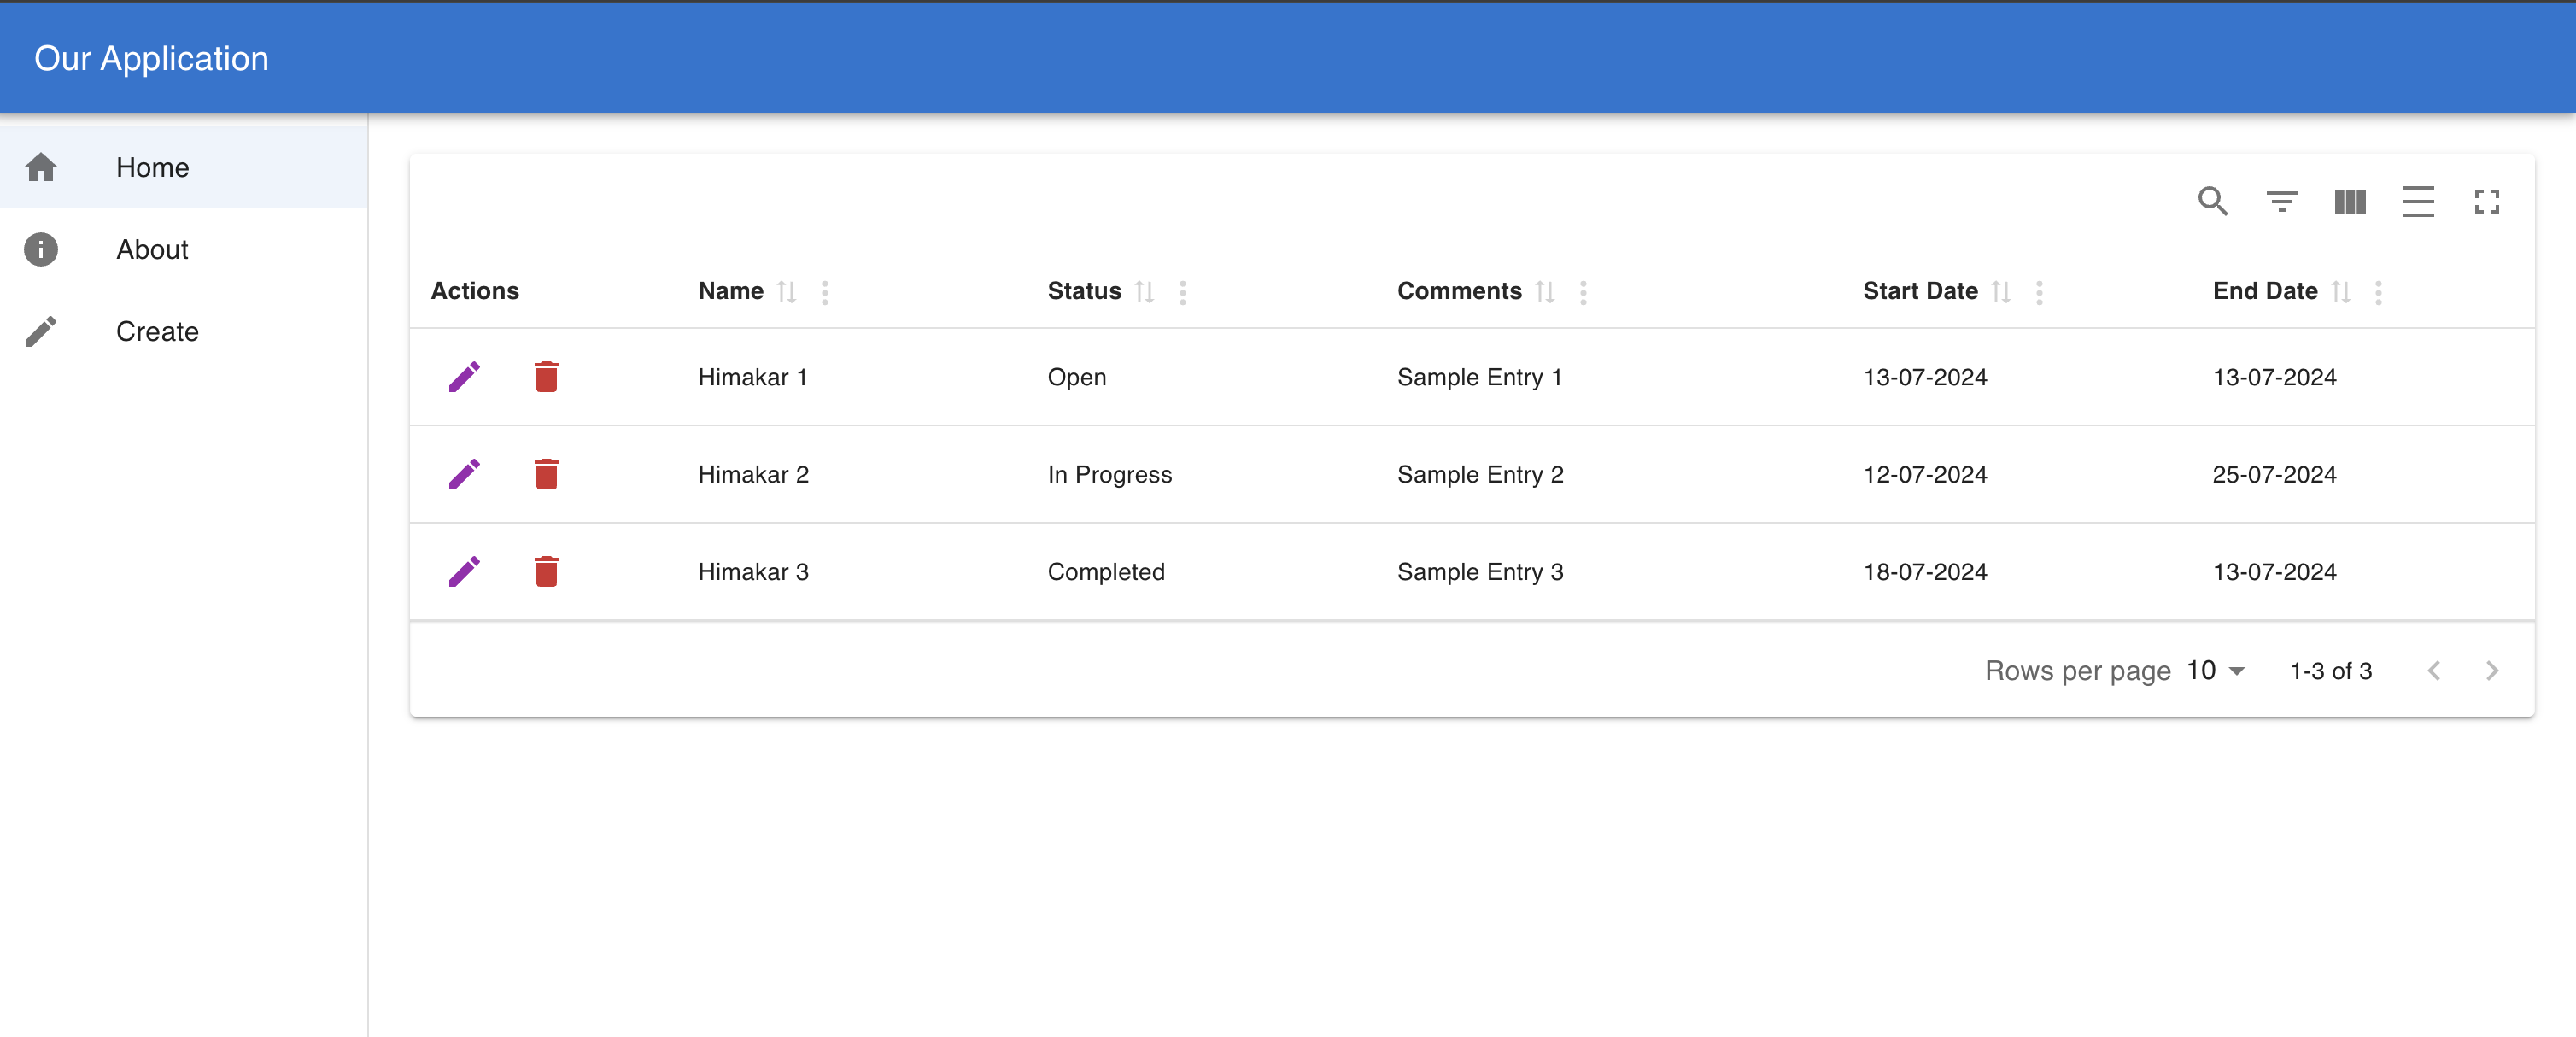 Our Application
Home
About
Create
Actions Name Status Comments Start Date End Date
Himakar 1 Open Sample Entry 1 13-07-2024 13-07-2024
Himakar 2 In Progress Sample Entry 2 12-07-2024 25-07-2024
Himakar 3 Completed Sample Entry 3 18-07-2024 13-07-2024
Rows per page 10 1-3 of 3